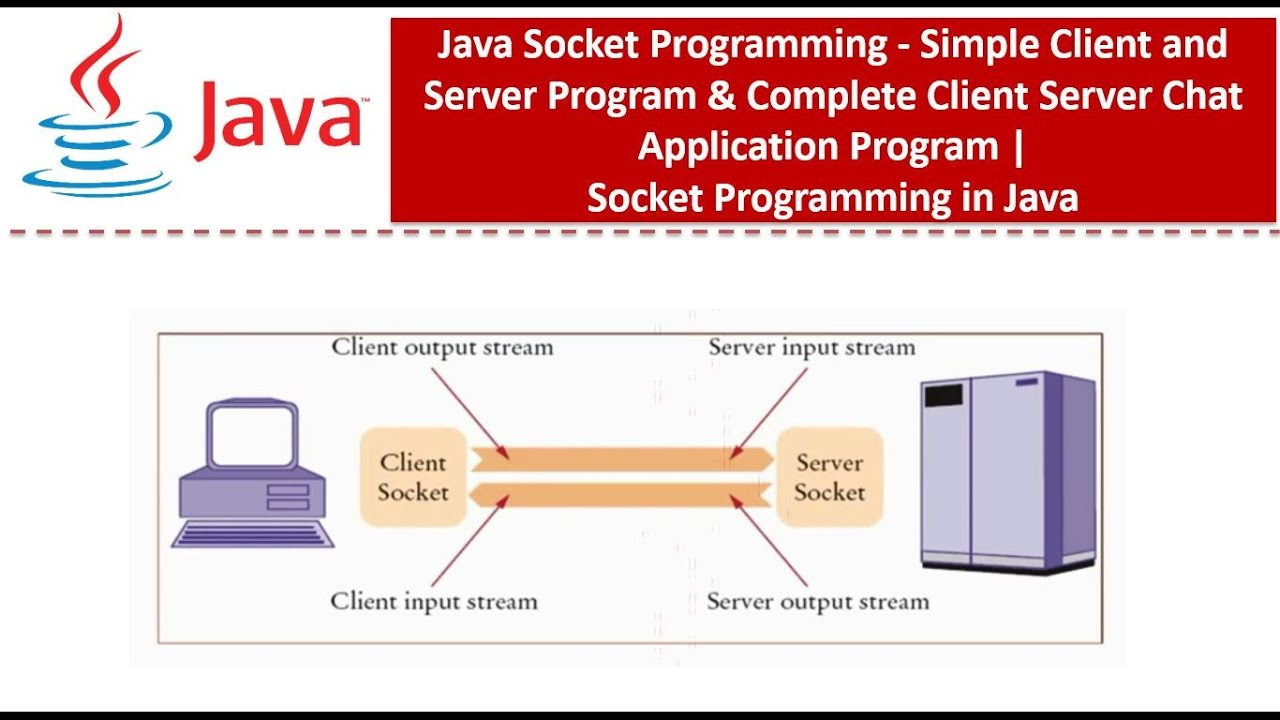 Java™
Java Socket Programming - Simple Client and
Server Program & Complete Client Server Chat
Application Program |
Socket Programming in Java
Client output stream
Server input stream
Client
Socket
Server
Socket
Client input stream
Server output stream